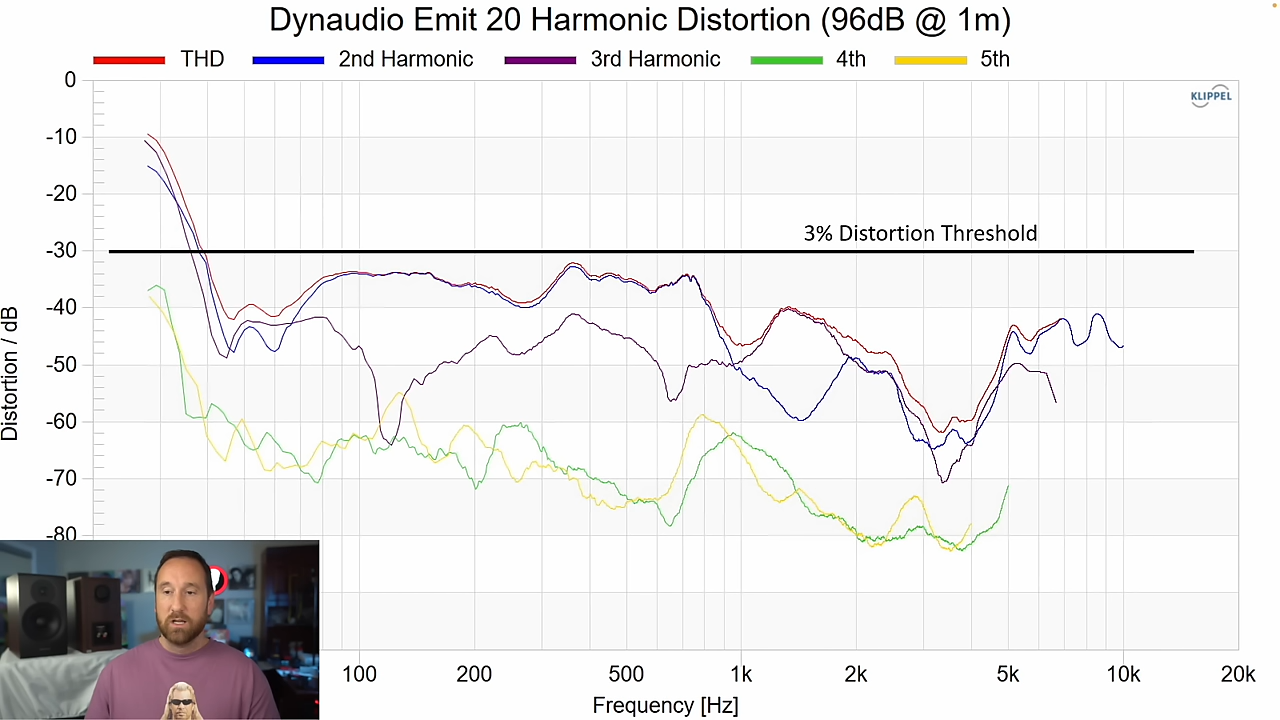 Dynaudio Emit 20 Harmonic Distortion (96dB @ 1m)
THD 2nd Harmonic 3rd Harmonic 4th 5th
KLIPPEL
3% Distortion Threshold
Distortion / dB
0
-10
-20
-30
-40
-50
-60
-70
-80
100 200 500 1k 2k 5k 10k 20k
Frequency [Hz]